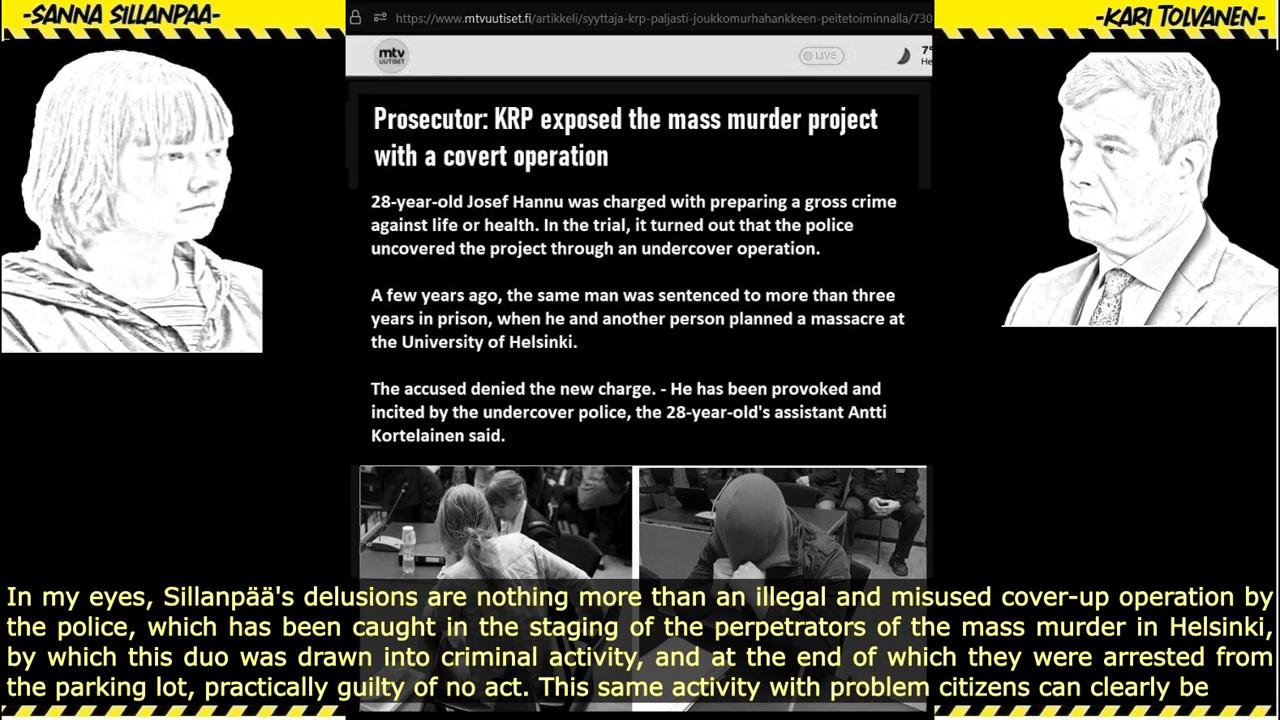 -SANNA SILLANPÄÄ-
https://www.mtvuutiset.fi/artikkeli/syyttaja-krp-paljasti-joukkomurhahankkeen-peitetoiminnalla/730
-KARI TOLVANEN-
mtv
UUTISET
LIVE
7°
He
Prosecutor: KRP exposed the mass murder project
with a covert operation
28-year-old Josef Hannu was charged with preparing a gross crime
against life or health. In the trial, it turned out that the police
uncovered the project through an undercover operation.
A few years ago, the same man was sentenced to more than three
years in prison, when he and another person planned a massacre at
the University of Helsinki.
The accused denied the new charge. - He has been provoked and
incited by the undercover police, the 28-year-old's assistant Antti
Kortelainen said.
In my eyes, Sillanpää's delusions are nothing more than an illegal and misused cover-up operation by
the police, which has been caught in the staging of the perpetrators of the mass murder in Helsinki,
by which this duo was drawn into criminal activity, and at the end of which they were arrested from
the parking lot, practically guilty of no act. This same activity with problem citizens can clearly be